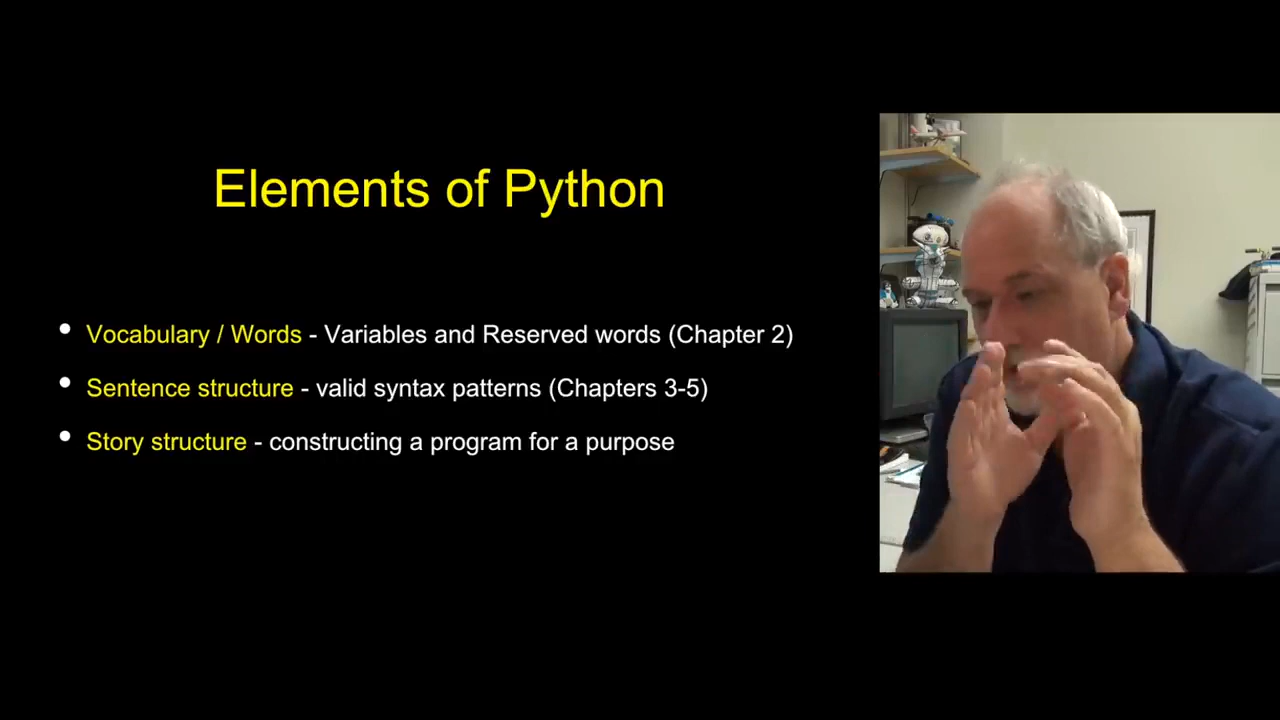 Elements of Python
Vocabulary / Words - Variables and Reserved words (Chapter 2)
Sentence structure - valid syntax patterns (Chapters 3-5)
Story structure - constructing a program for a purpose